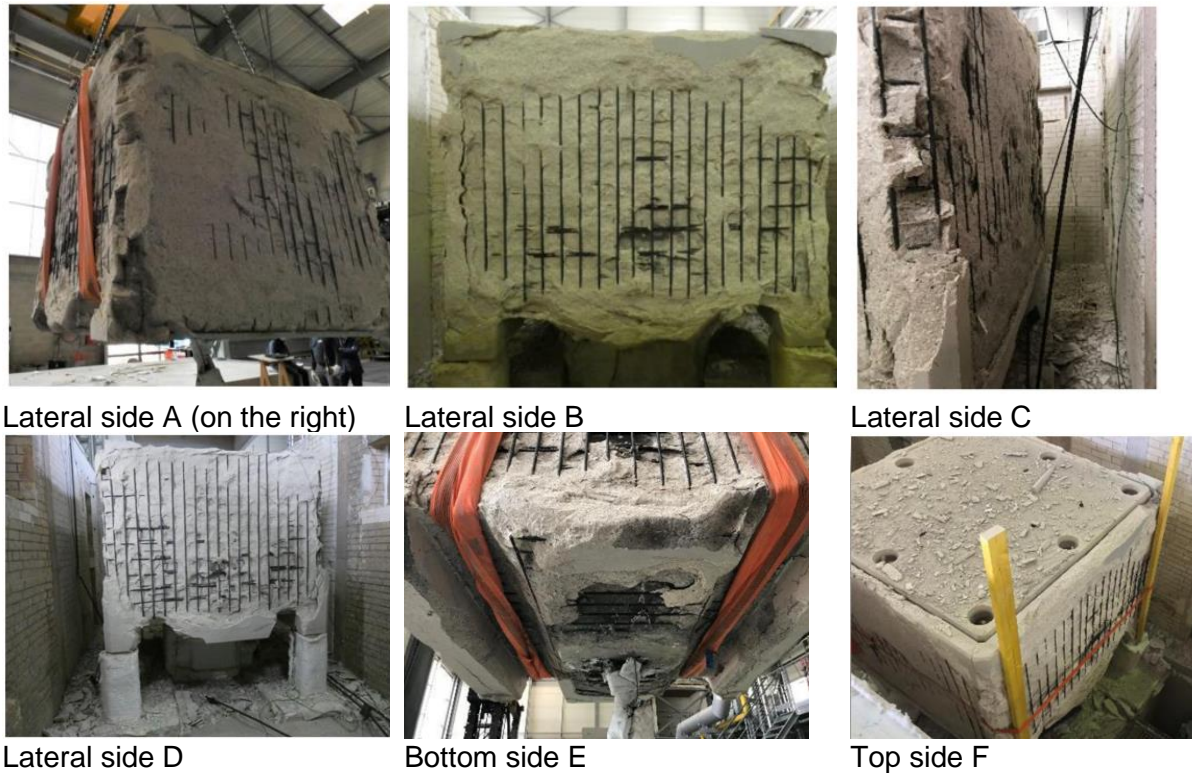 Lateral side A (on the right)
Lateral side B
Lateral side C
Lateral side D
Bottom side E
Top side F